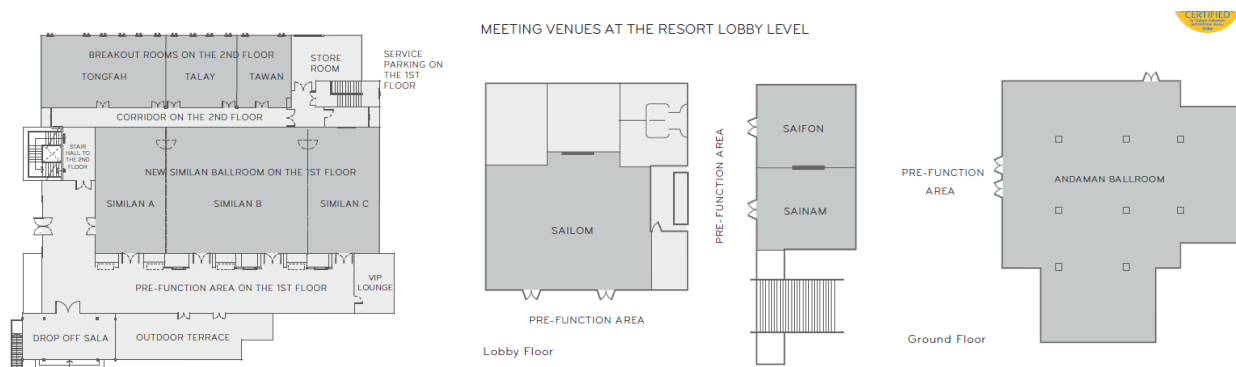 MEETING VENUES AT THE RESORT LOBBY LEVEL
"CERTIFIED"
BREAKOUT ROOMS ON THE 2ND FLOOR
TONGFAH
TALAY
TAWAN
STORE
ROOM
SERVICE
PARKING ON
THE 1ST
FLOOR
CORRIDOR ON THE 2ND FLOOR
STAIR
HALL TO
THE 2ND
FLOOR
NEW SIMILAN BALLROOM ON THE 1ST FLOOR
SIMILAN A
SIMILAN B
SIMILAN C
PRE-FUNCTION AREA ON THE 1ST FLOOR
VIP
LOUNGE
DROP OFF SALA
OUTDOOR TERRACE
SAILOM
PRE-FUNCTION AREA
Lobby Floor
PRE-FUNCTION AREA
SAIFON
SAINAM
PRE-FUNCTION
AREA
ANDAMAN BALLROOM
Ground Floor